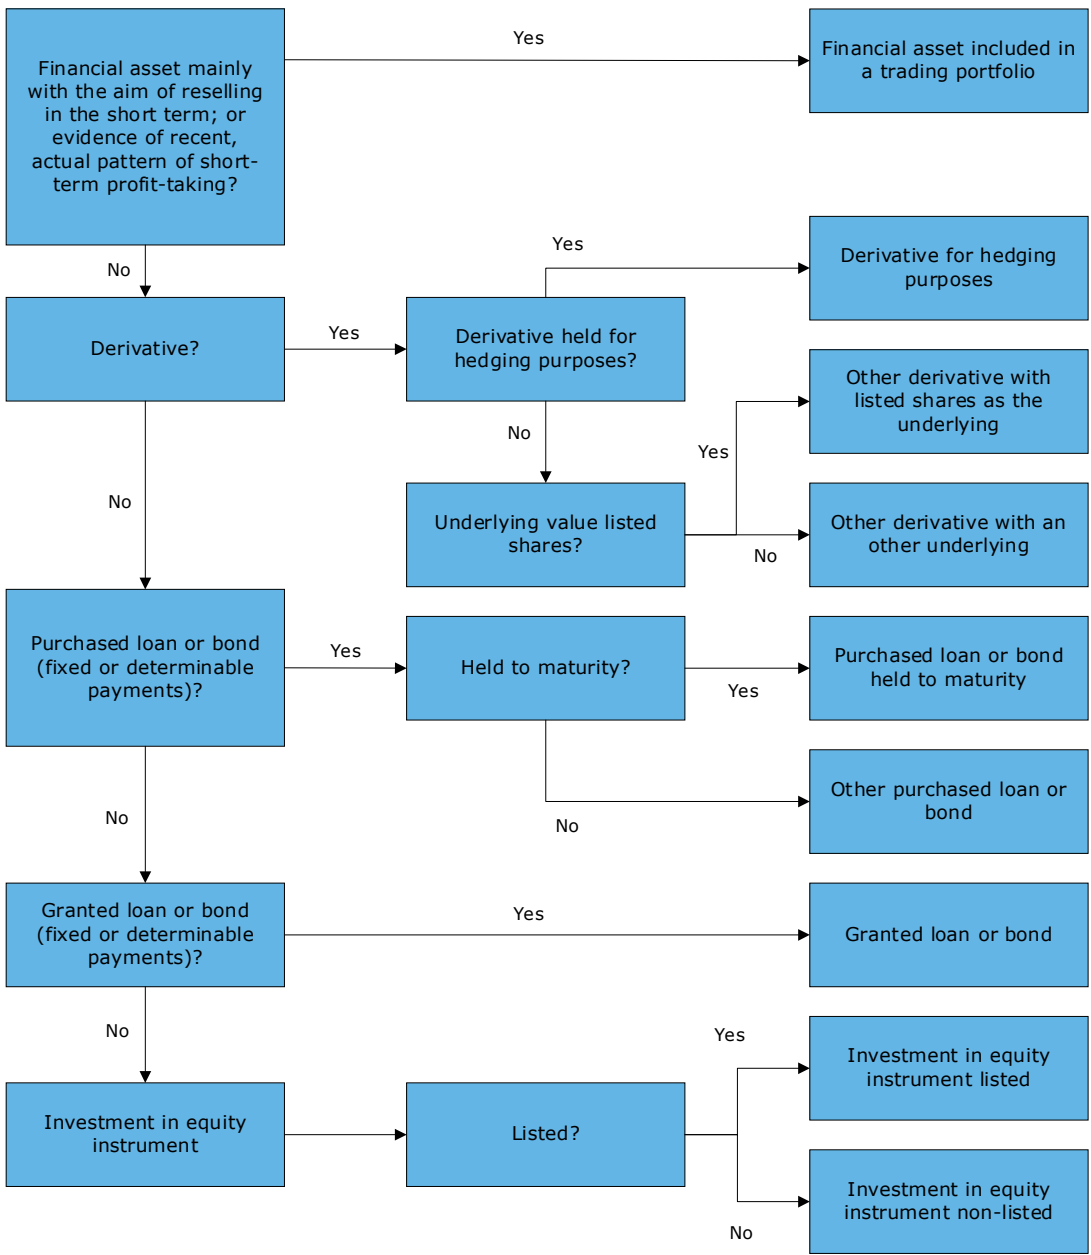 Financial asset mainly
with the aim of reselling
in the short term; or
evidence of recent,
actual pattern of short-
term profit-taking?
Yes
Financial asset included in
a trading portfolio
No
Derivative?
Yes
Derivative held for
hedging purposes?
Yes
Derivative for hedging
purposes
No
Underlying value listed
shares?
Yes
Other derivative with
listed shares as the
underlying
No
Other derivative with an
other underlying
No
Purchased loan or bond
(fixed or determinable
payments)?
Yes
Held to maturity?
Yes
Purchased loan or bond
held to maturity
No
Other purchased loan or
bond
No
Granted loan or bond
(fixed or determinable
payments)?
Yes
Granted loan or bond
No
Investment in equity
instrument
Listed?
Yes
Investment in equity
instrument listed
No
Investment in equity
instrument non-listed